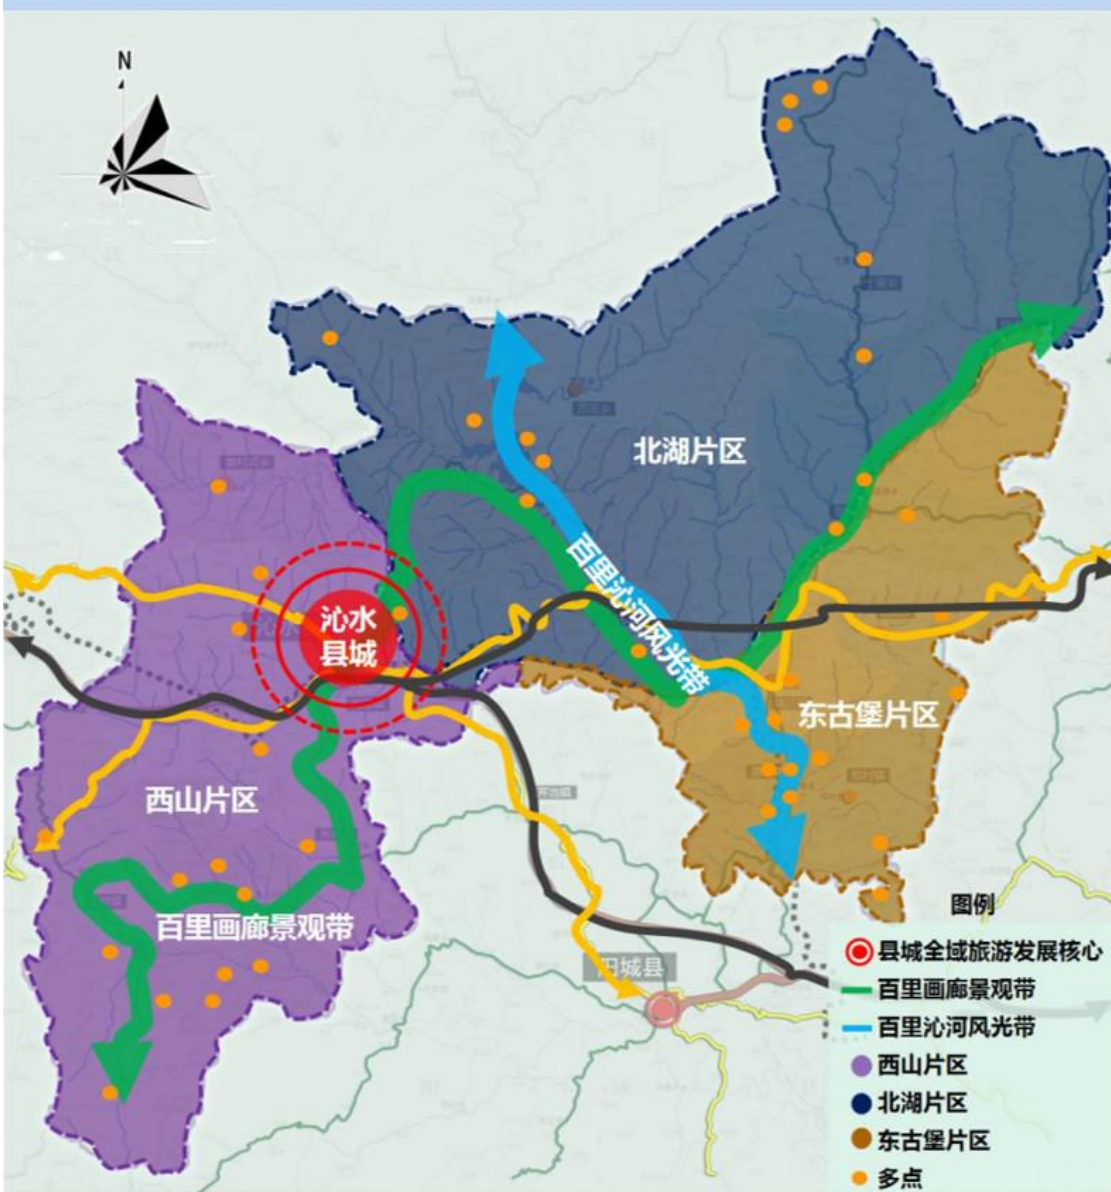 N
北湖片区
百里沁河风光带
沁水
县城
东古堡片区
西山片区
百里画廊景观带
阳城县
图例
县城全域旅游发展核心
百里画廊景观带
百里沁河风光带
西山片区
北湖片区
东古堡片区
多点